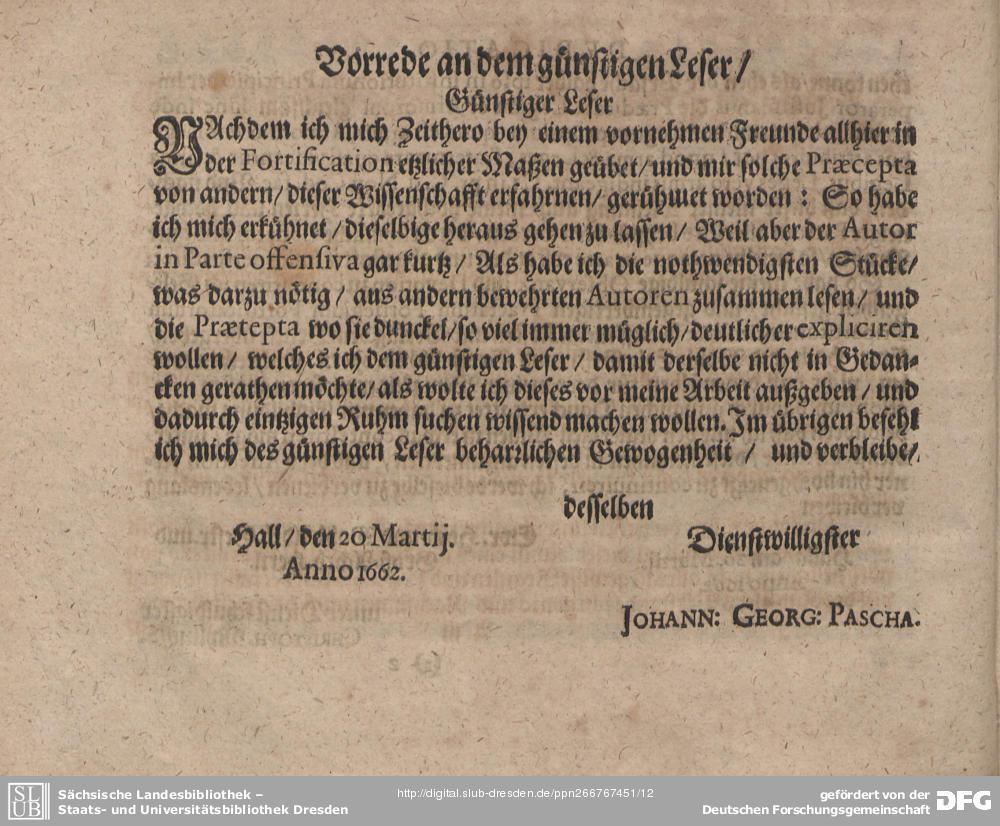 Vorrede an dem günstigen Leser/
Günstiger Leser
NAchdem ich mich Zeithero bey einem vornehmen Freunde allhier in
der Fortification etzlicher Maßen geübet/ und mir solche Præcepta
von andern/ dieser Wissenschafft erfahrnen/ gerühmet worden: So habe
ich mich erkühnet/ dieselbige heraus gehen zu lassen/ Weil aber der Autor
in Parte offensiva gar kurtz/ Als habe ich die nothwendigsten Stücke/
was darzu nötig/ aus andern bewehrten Autoren zusammen lesen/ und
die Prætepta wo sie dunckel/ so viel immer müglich/ deutlicher expliciren
wollen/ welches ich dem günstigen Leser/ damit derselbe nicht in Gedan-
cken gerathen möchte/ als wolte ich dieses vor meine Arbeit außgeben/ und
dadurch eintzigen Ruhm suchen wissend machen wollen. Im übrigen befehl
ich mich des günstigen Leser beharrlichen Gewogenheit/ und verbleibe/
desselben
Hall/ den 20 Martij. Dienstwilligster
Anno 1662.
JOHANN: GEORG: PASCHA.
SLUB
Sächsische Landesbibliothek –
Staats- und Universitätsbibliothek Dresden
http://digital.slub-dresden.de/ppn266767451/12
gefördert von der
Deutschen Forschungsgemeinschaft
DFG